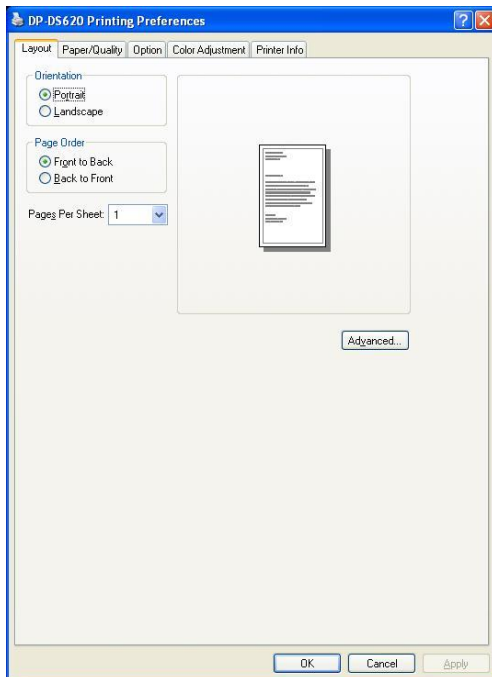 DP-DS620 Printing Preferences
Layout Paper/Quality Option Color Adjustment Printer Info
Orientation
Portrait
Landscape
Page Order
Front to Back
Back to Front
Pages Per Sheet: 1
Advanced...
OK Cancel Apply